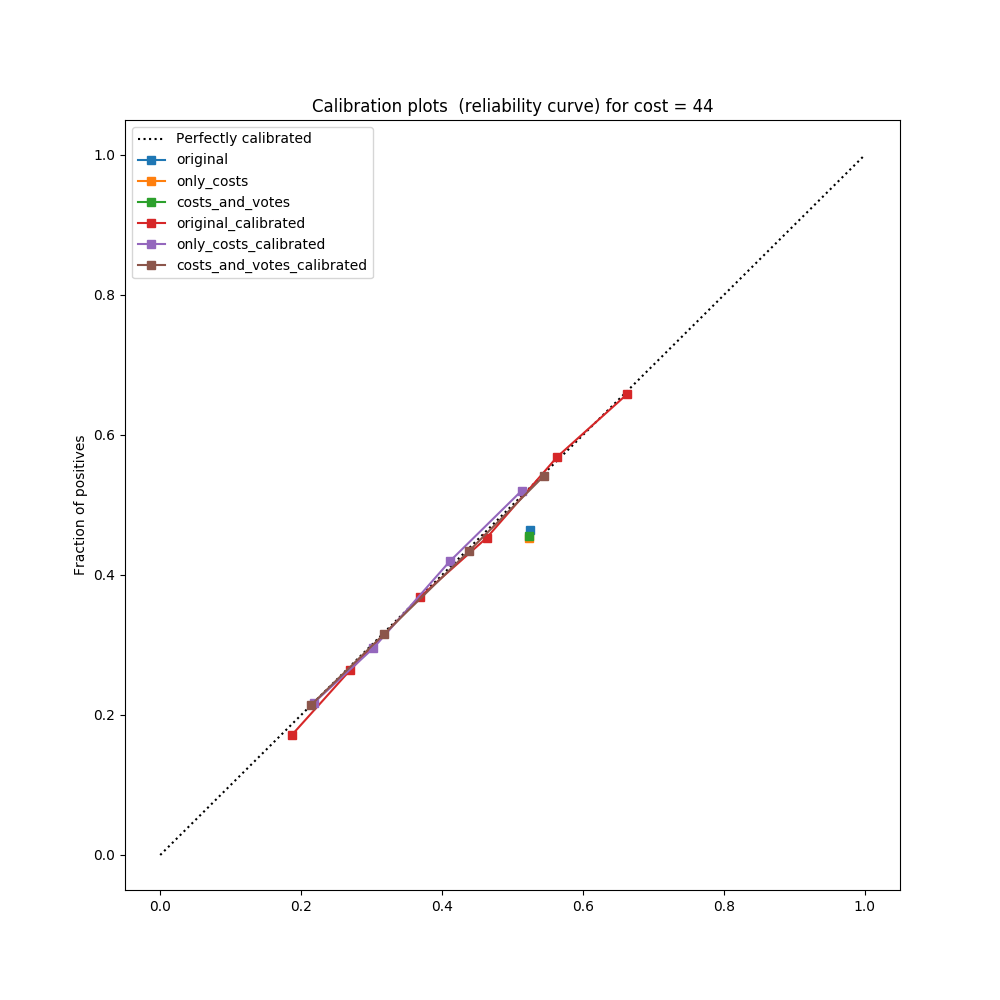 Calibration plots  (reliability curve) for cost = 44
Perfectly calibrated
original
only_costs
costs_and_votes
original_calibrated
only_costs_calibrated
costs_and_votes_calibrated
Fraction of positives
1.0
0.8
0.6
0.4
0.2
0.0
0.0 0.2 0.4 0.6 0.8 1.0